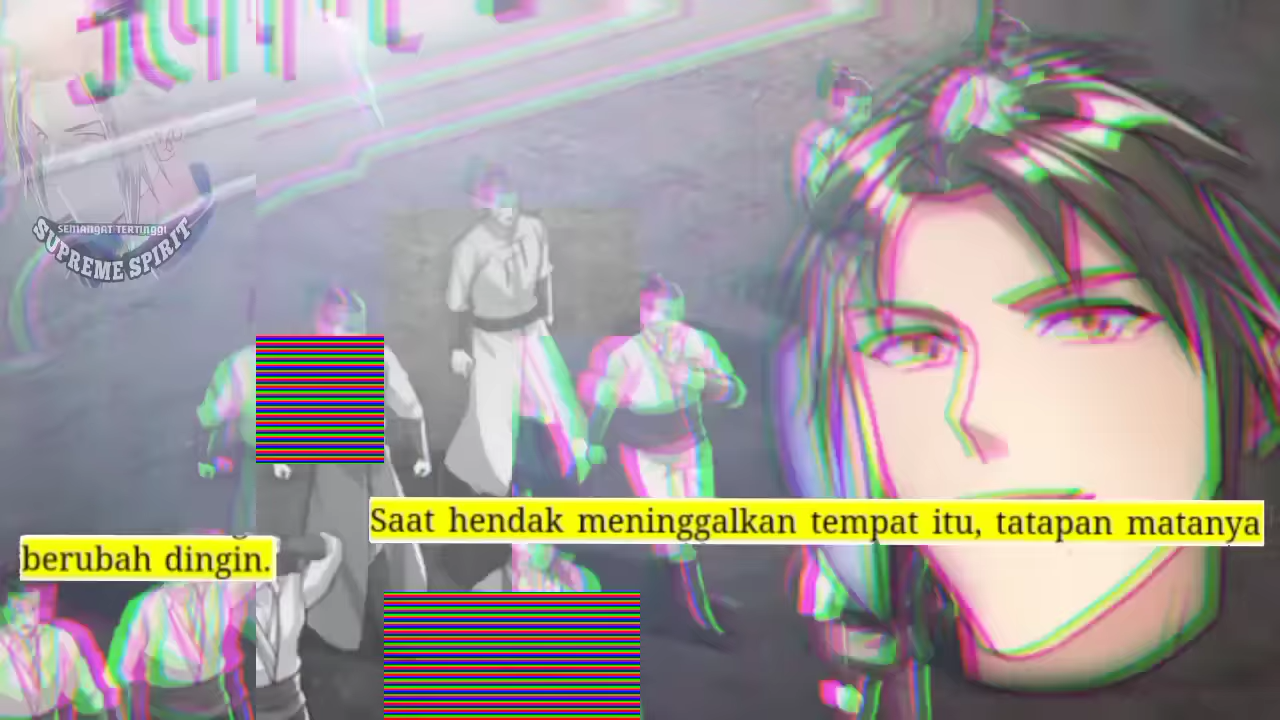 SEMANGAT TERTINGGI
SUPREME SPIRIT
Saat hendak meninggalkan tempat itu, tatapan matanya
berubah dingin.